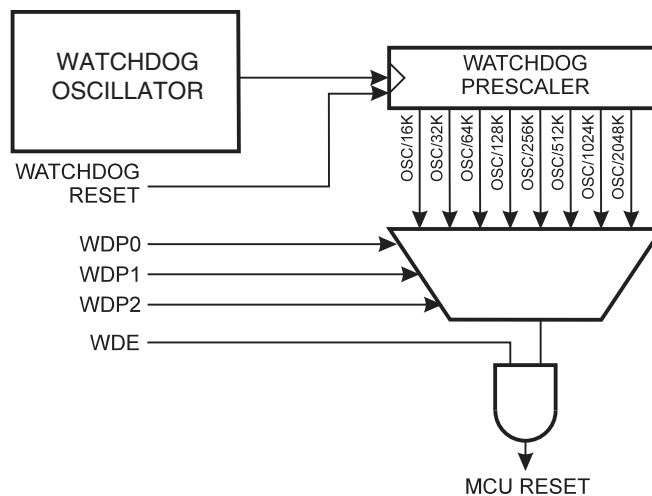 WATCHDOG
OSCILLATOR
WATCHDOG
PRESCALER
WATCHDOG
RESET
OSC/16K
OSC/32K
OSC/64K
OSC/128K
OSC/256K
OSC/512K
OSC/1024K
OSC/2048K
WDP0
WDP1
WDP2
WDE
MCU RESET